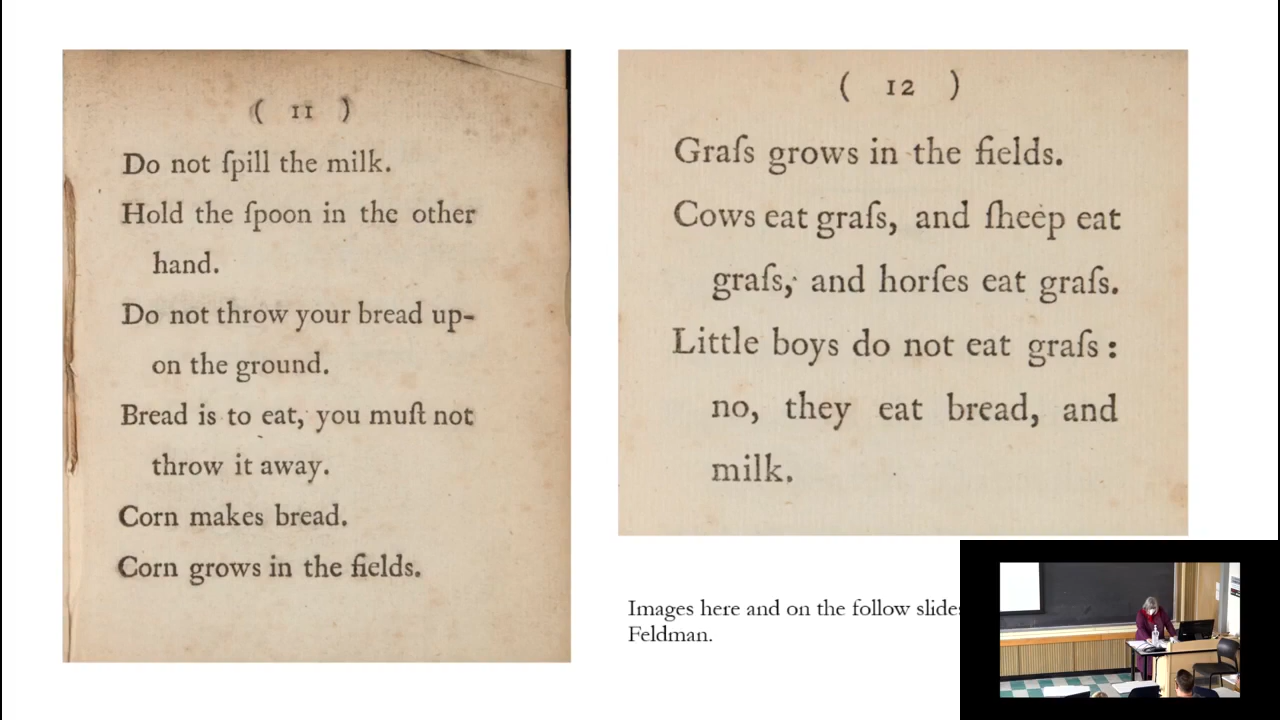 ( 11 )
Do not ſpill the milk.
Hold the ſpoon in the other
hand.
Do not throw your bread up-
on the ground.
Bread is to eat, you muſt not
throw it away.
Corn makes bread.
Corn grows in the fields.
( 12 )
Graſs grows in the fields.
Cows eat graſs, and ſheep eat
graſs, and horſes eat graſs.
Little boys do not eat graſs :
no, they eat bread, and
milk.
Images here and on the follow slides
Feldman.